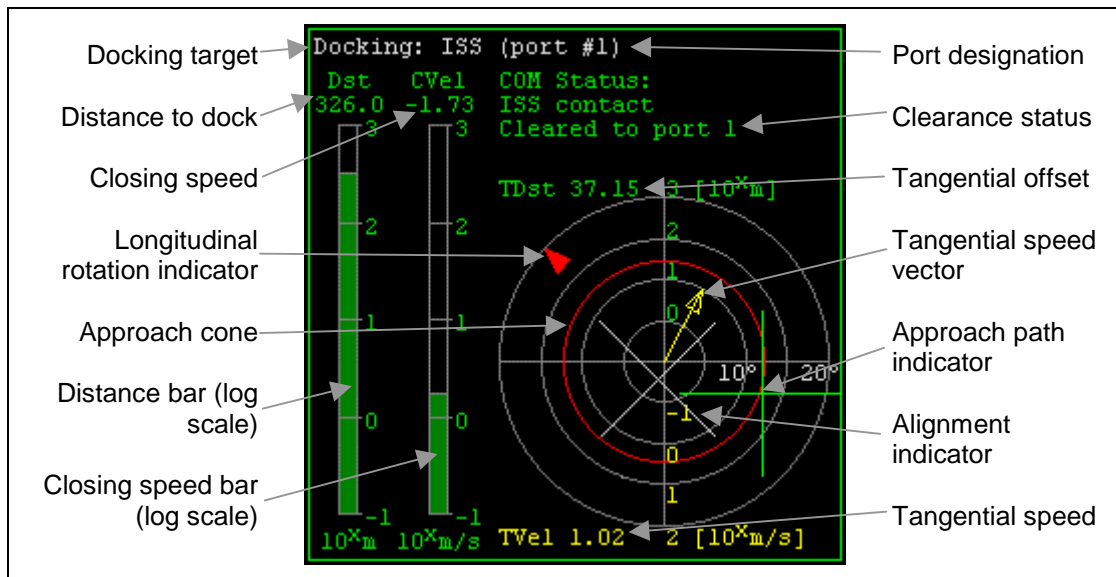 Docking target
Distance to dock
Closing speed
Longitudinal
rotation indicator
Approach cone
Distance bar (log
scale)
Closing speed bar
(log scale)
Docking: ISS (port #1)
Dst CVel
326.0 -1.73
3 3
2 2
1 1
0 0
-1 -1
10ˣm 10ˣm/s
COM Status:
ISS contact
Cleared to port 1
TDst 37.15 3 [10ˣm]
2
1
0
10° 20°
-1
0
1
TVel 1.02 2 [10ˣm/s]
Port designation
Clearance status
Tangential offset
Tangential speed
vector
Approach path
indicator
Alignment
indicator
Tangential speed